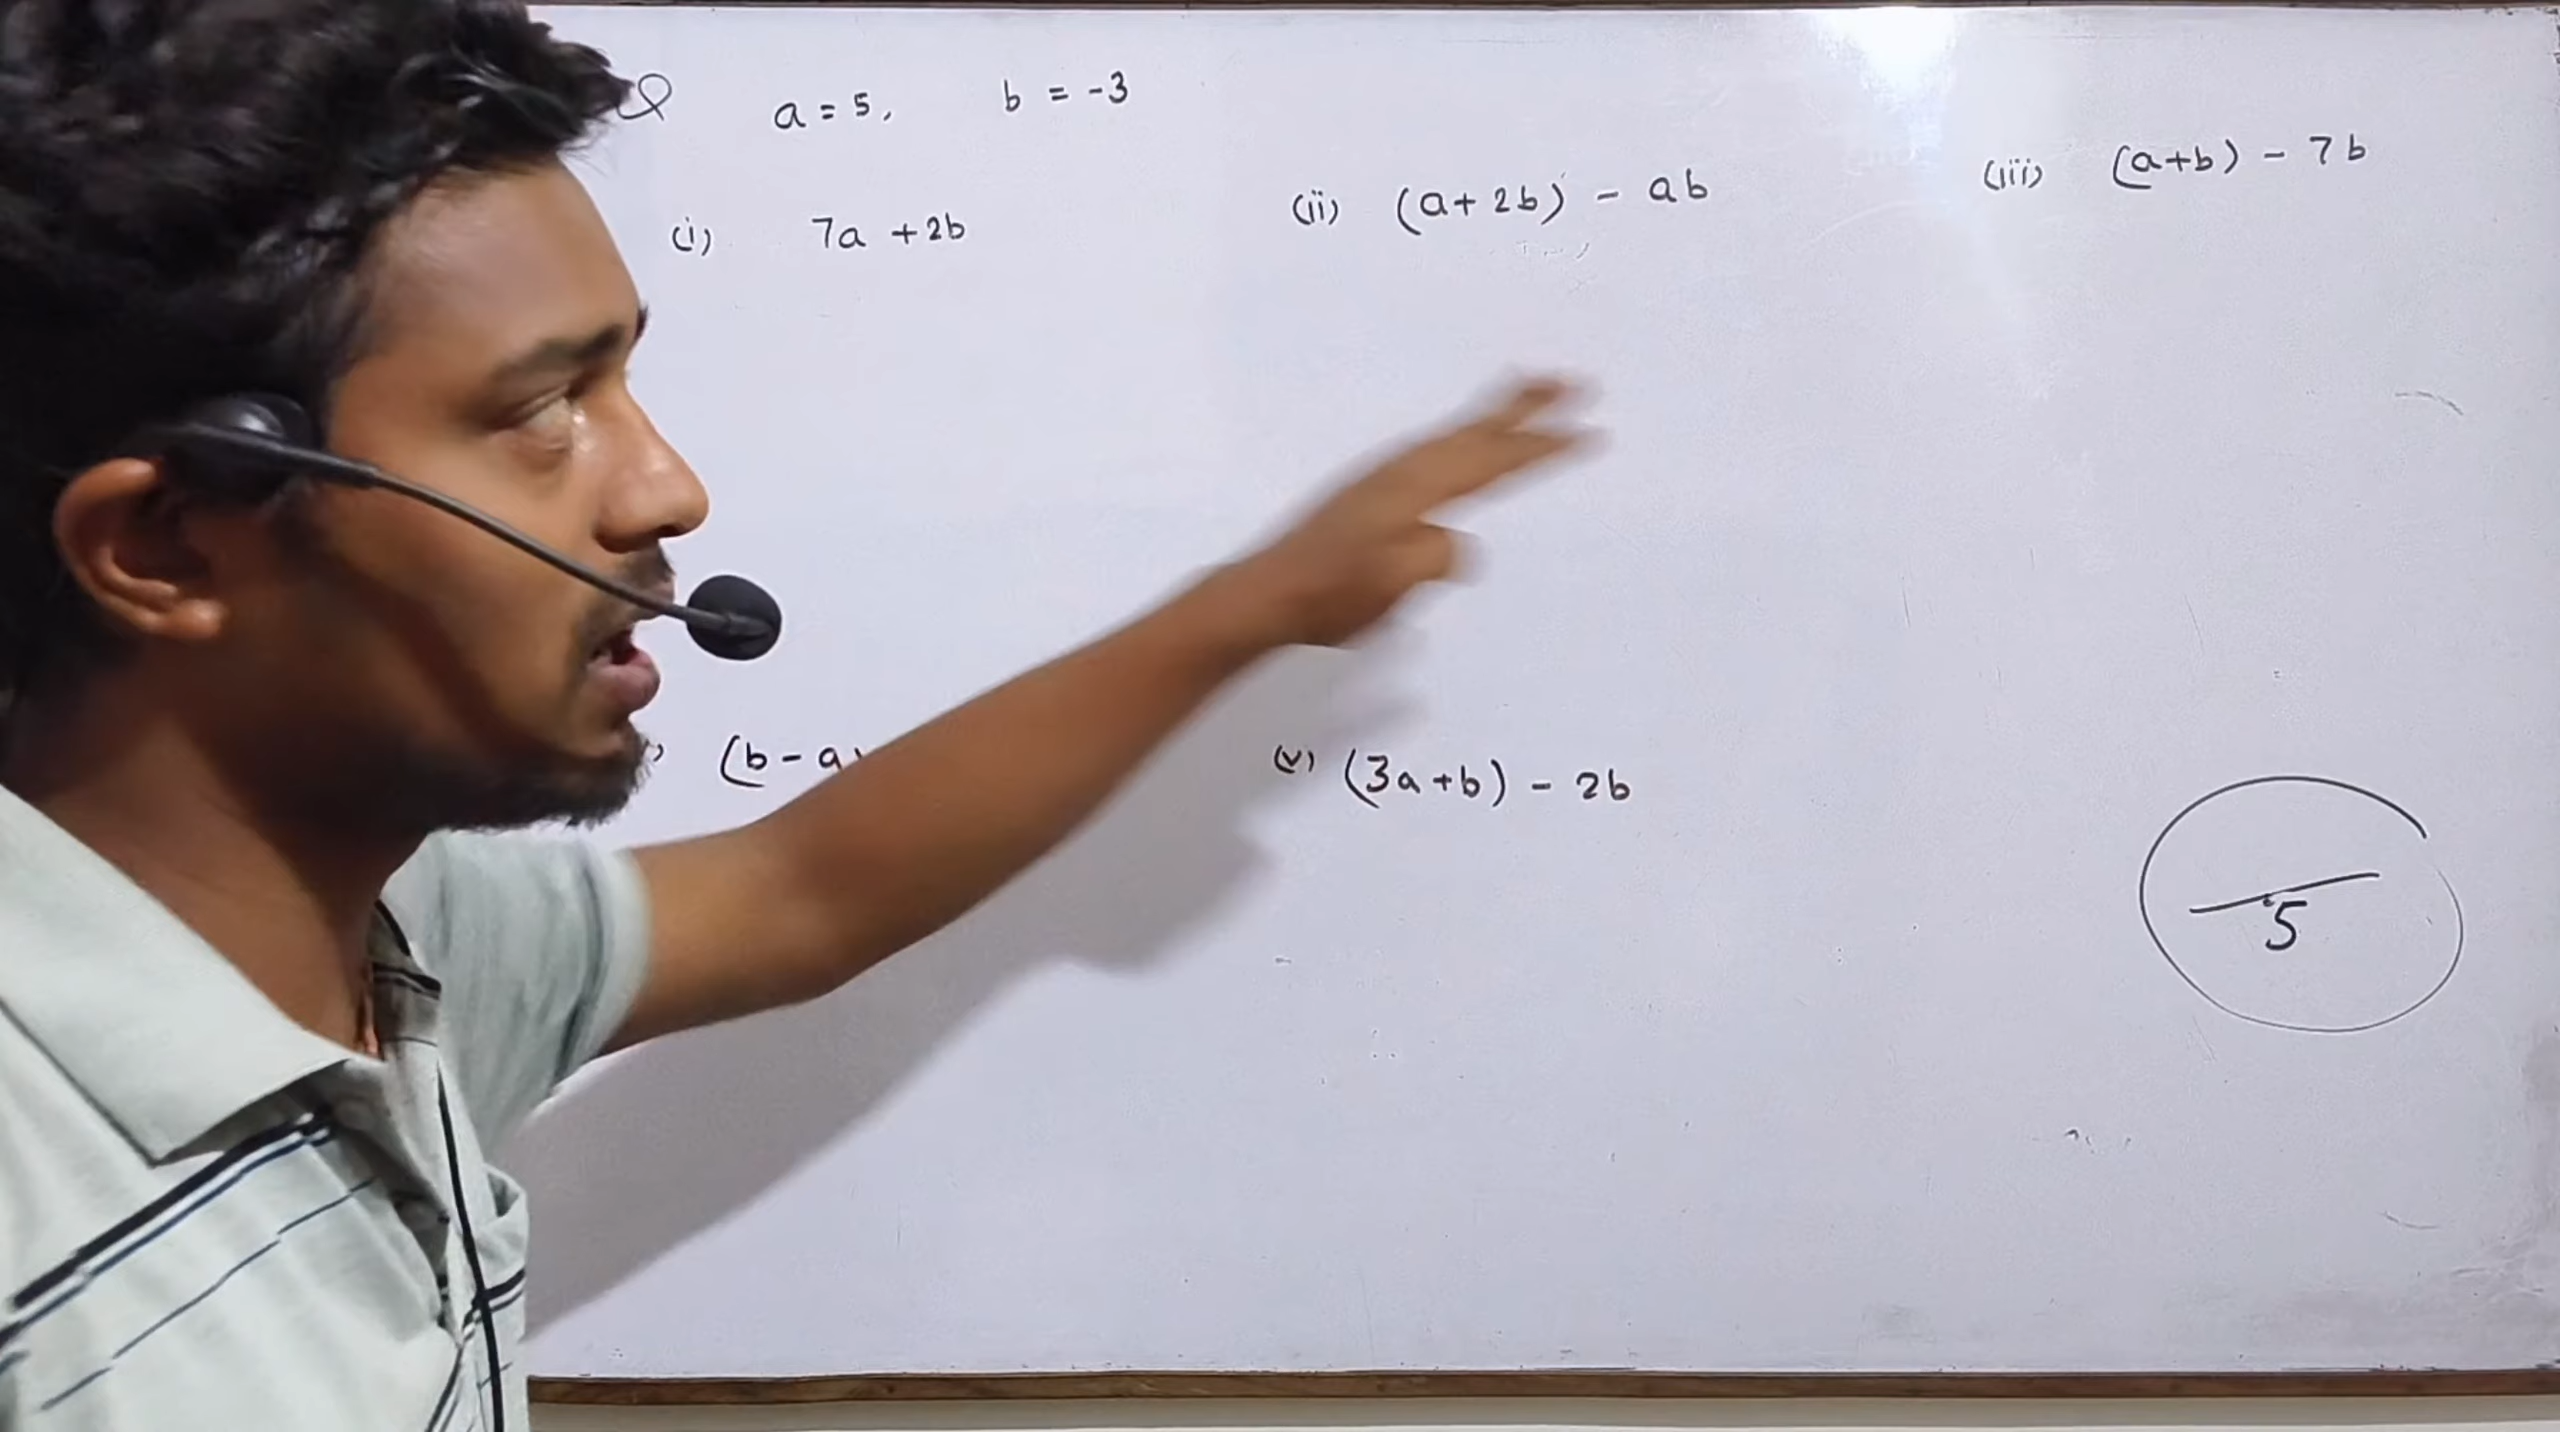 Q a = 5, b = -3
(i) 7a + 2b
(ii) (a + 2b) - ab
(iii) (a+b) - 7b
(b - a
(v) (3a + b) - 2b
5